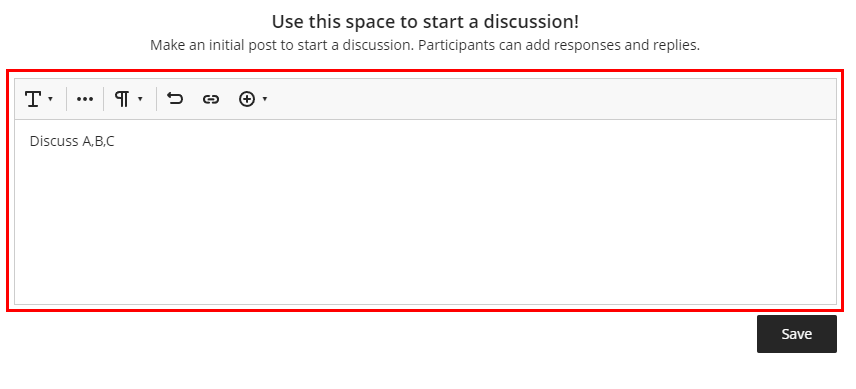 Use this space to start a discussion!
Make an initial post to start a discussion. Participants can add responses and replies.
Discuss A,B,C
Save